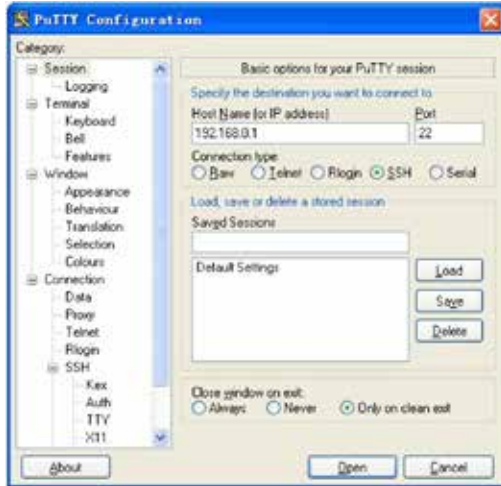 PuTTY Configuration
Category:
Session
Logging
Terminal
Keyboard
Bell
Features
Window
Appearance
Behaviour
Translation
Selection
Colours
Connection
Data
Proxy
Telnet
Rlogin
SSH
Kex
Auth
TTY
X11
Basic options for your PuTTY session
Specify the destination you want to connect to
Host Name (or IP address) Port
192.168.0.1 22
Connection type:
Raw Telnet Rlogin SSH Serial
Load, save or delete a stored session
Saved Sessions
Default Settings
Load
Save
Delete
Close window on exit:
Always Never Only on clean exit
About Open Cancel